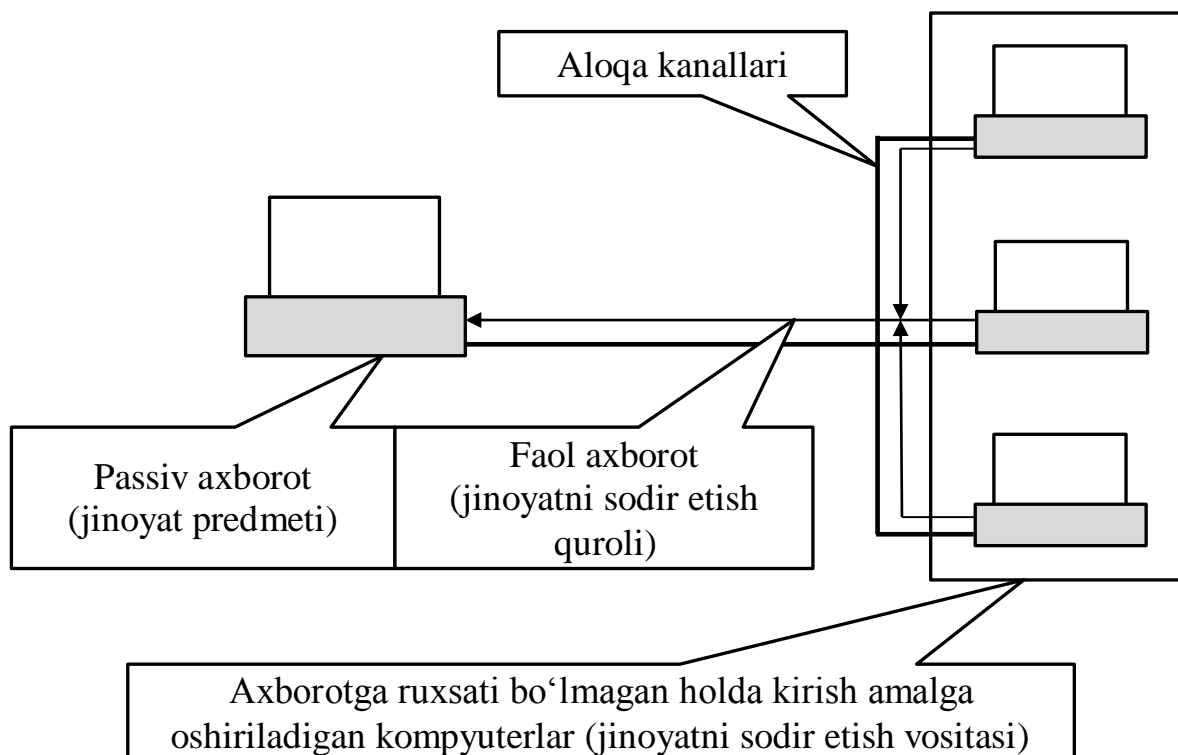 Aloqa kanallari
Passiv axborot
(jinoyat predmeti)
Faol axborot
(jinoyatni sodir etish
quroli)
Axborotga ruxsati bo‘lmagan holda kirish amalga
oshiriladigan kompyuterlar (jinoyatni sodir etish vositasi)